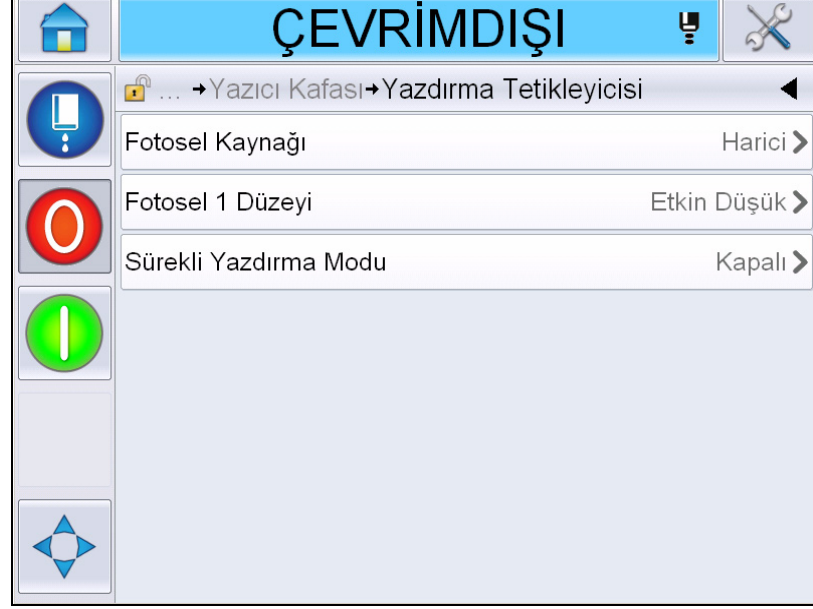 ÇEVRİMDIŞI
... →Yazıcı Kafası→Yazdırma Tetikleyicisi
Fotosel Kaynağı Harici
Fotosel 1 Düzeyi Etkin Düşük
Sürekli Yazdırma Modu Kapalı